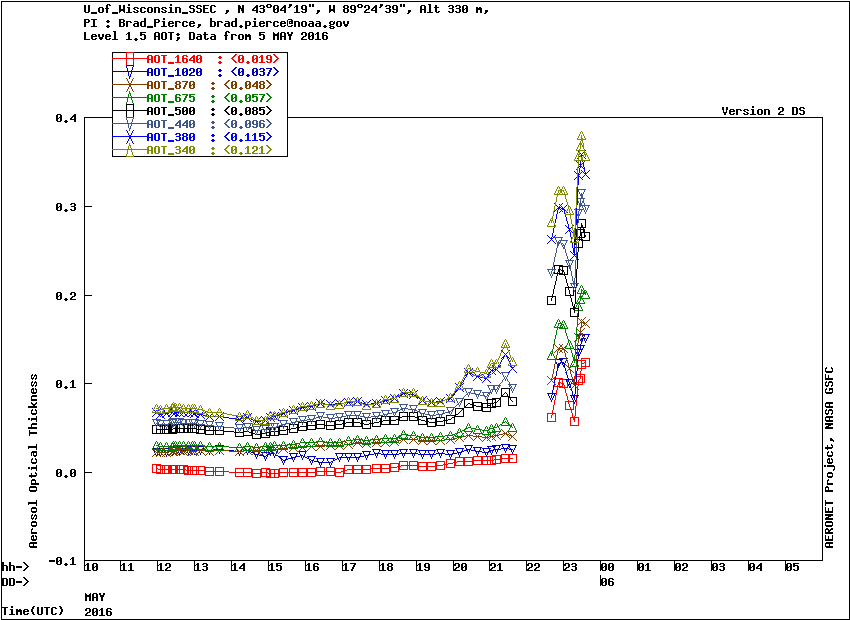 U_of_Wisconsin_SSEC , N 43°04'19", W 89°24'39", Alt 330 m,
PI : Brad_Pierce, brad.pierce@noaa.gov
Level 1.5 AOT; Data from 5 MAY 2016
AOT_1640 : <0.019>
AOT_1020 : <0.037>
AOT_870 : <0.048>
AOT_675 : <0.057>
AOT_500 : <0.085>
AOT_440 : <0.096>
AOT_380 : <0.115>
AOT_340 : <0.121>
Version 2 DS
0.4
0.3
0.2
0.1
0.0
-0.1
Aerosol Optical Thickness
AERONET Project, NASA GSFC
hh-> 10 11 12 13 14 15 16 17 18 19 20 21 22 23 00 01 02 03 04 05
DD-> 06
MAY
Time(UTC) 2016